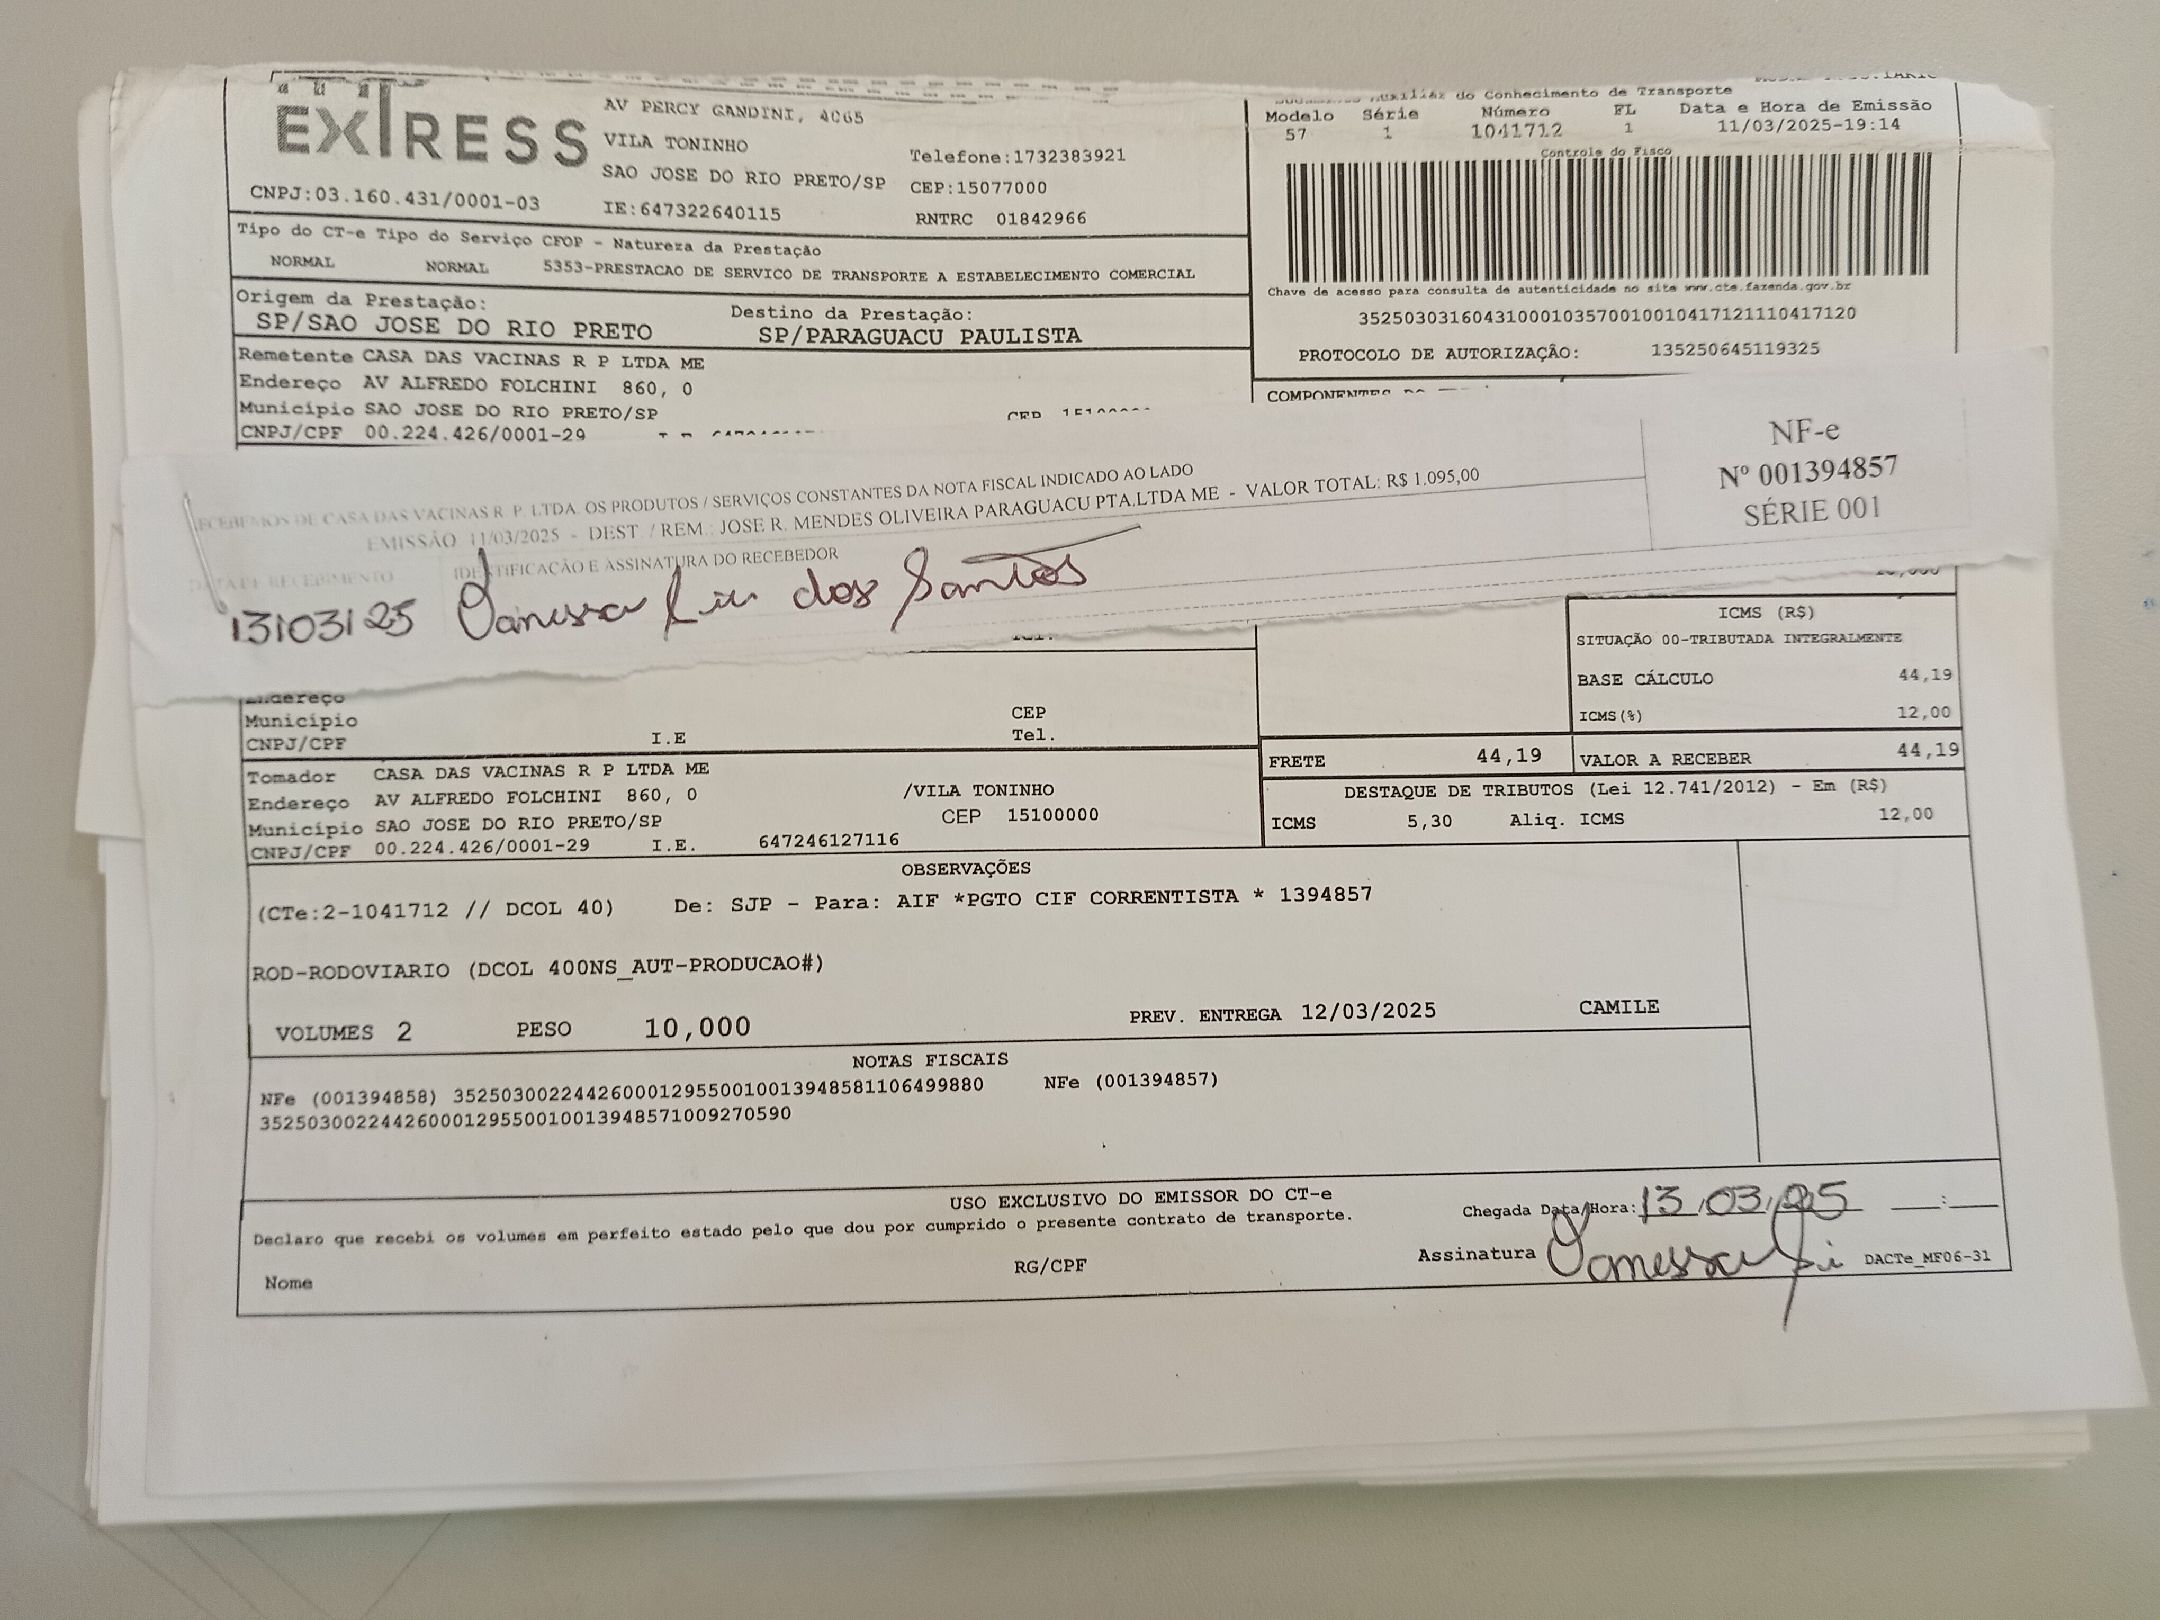 EXTRESS
AV PERCY GANDINI, 4065
VILA TONINHO
SAO JOSE DO RIO PRETO/SP
Telefone:1732383921
CEP:15077000
CNPJ:03.160.431/0001-03
IE:647322640115
RNTRC 01842966
Auxiliar do Conhecimento de Transporte
Modelo Série Número FL Data e Hora de Emissão
57 1 1041712 1 11/03/2025-19:14
Controle do Fisco
Chave de acesso para consulta de autenticidade no site www.cte.fazenda.gov.br
35250303160431000103570010010417121110417120
PROTOCOLO DE AUTORIZAÇÂO: 135250645119325
Tipo do CT-e Tipo do Serviço CFOP - Natureza da Prestação
NORMAL NORMAL 5353-PRESTACAO DE SERVICO DE TRANSPORTE A ESTABELECIMENTO COMERCIAL
Origem da Prestação: Destino da Prestação:
SP/SAO JOSE DO RIO PRETO SP/PARAGUACU PAULISTA
Remetente CASA DAS VACINAS R P LTDA ME
Endereço AV ALFREDO FOLCHINI 860, 0
Município SAO JOSE DO RIO PRETO/SP CEP
CNPJ/CPF 00.224.426/0001-29
COMPONENTES
RECEBEMOS DE CASA DAS VACINAS R. P. LTDA. OS PRODUTOS / SERVIÇOS CONSTANTES DA NOTA FISCAL INDICADO AO LADO
EMISSÃO 11/03/2025 - DEST. / REM.: JOSE R. MENDES OLIVEIRA PARAGUACU PTA.LTDA ME - VALOR TOTAL: R$ 1.095,00
DATA DE RECEBIMENTO IDENTIFICAÇÃO E ASSINATURA DO RECEBEDOR
13/03/25 Vanessa dos Santos
NF-e
Nº 001394857
SÉRIE 001
Endereço
Município CEP
CNPJ/CPF I.E Tel.
ICMS (R$)
SITUAÇÃO 00-TRIBUTADA INTEGRALMENTE
BASE CÁLCULO 44,19
ICMS(%) 12,00
FRETE 44,19 VALOR A RECEBER 44,19
Tomador CASA DAS VACINAS R P LTDA ME
Endereço AV ALFREDO FOLCHINI 860, 0 /VILA TONINHO
Município SAO JOSE DO RIO PRETO/SP CEP 15100000
CNPJ/CPF 00.224.426/0001-29 I.E. 647246127116
DESTAQUE DE TRIBUTOS (Lei 12.741/2012) - Em (R$)
ICMS 5,30 Aliq. ICMS 12,00
OBSERVAÇÕES
(CTe:2-1041712 // DCOL 40) De: SJP - Para: AIF *PGTO CIF CORRENTISTA * 1394857
ROD-RODOVIARIO (DCOL 400NS_AUT-PRODUCAO#)
VOLUMES 2 PESO 10,000 PREV. ENTREGA 12/03/2025 CAMILE
NOTAS FISCAIS
NFe (001394858) 35250300224426000129550010013948581106499880 NFe (001394857)
35250300224426000129550010013948571009270590
USO EXCLUSIVO DO EMISSOR DO CT-e
Declaro que recebi os volumes em perfeito estado pelo que dou por cumprido o presente contrato de transporte.
Chegada Data/Hora: 13/03/25 __:__
Nome RG/CPF Assinatura Vanessa DACTe_MF06-31